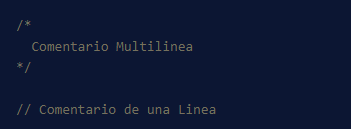 /*
Comentario Multilinea
*/
// Comentario de una Linea